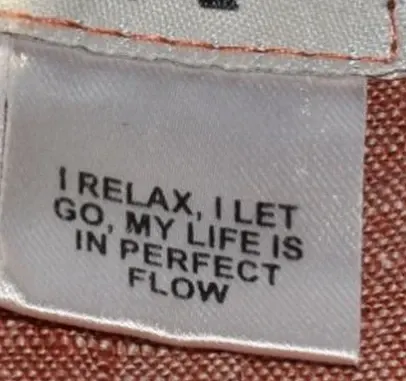 I RELAX, I LET
GO, MY LIFE IS
IN PERFECT
FLOW